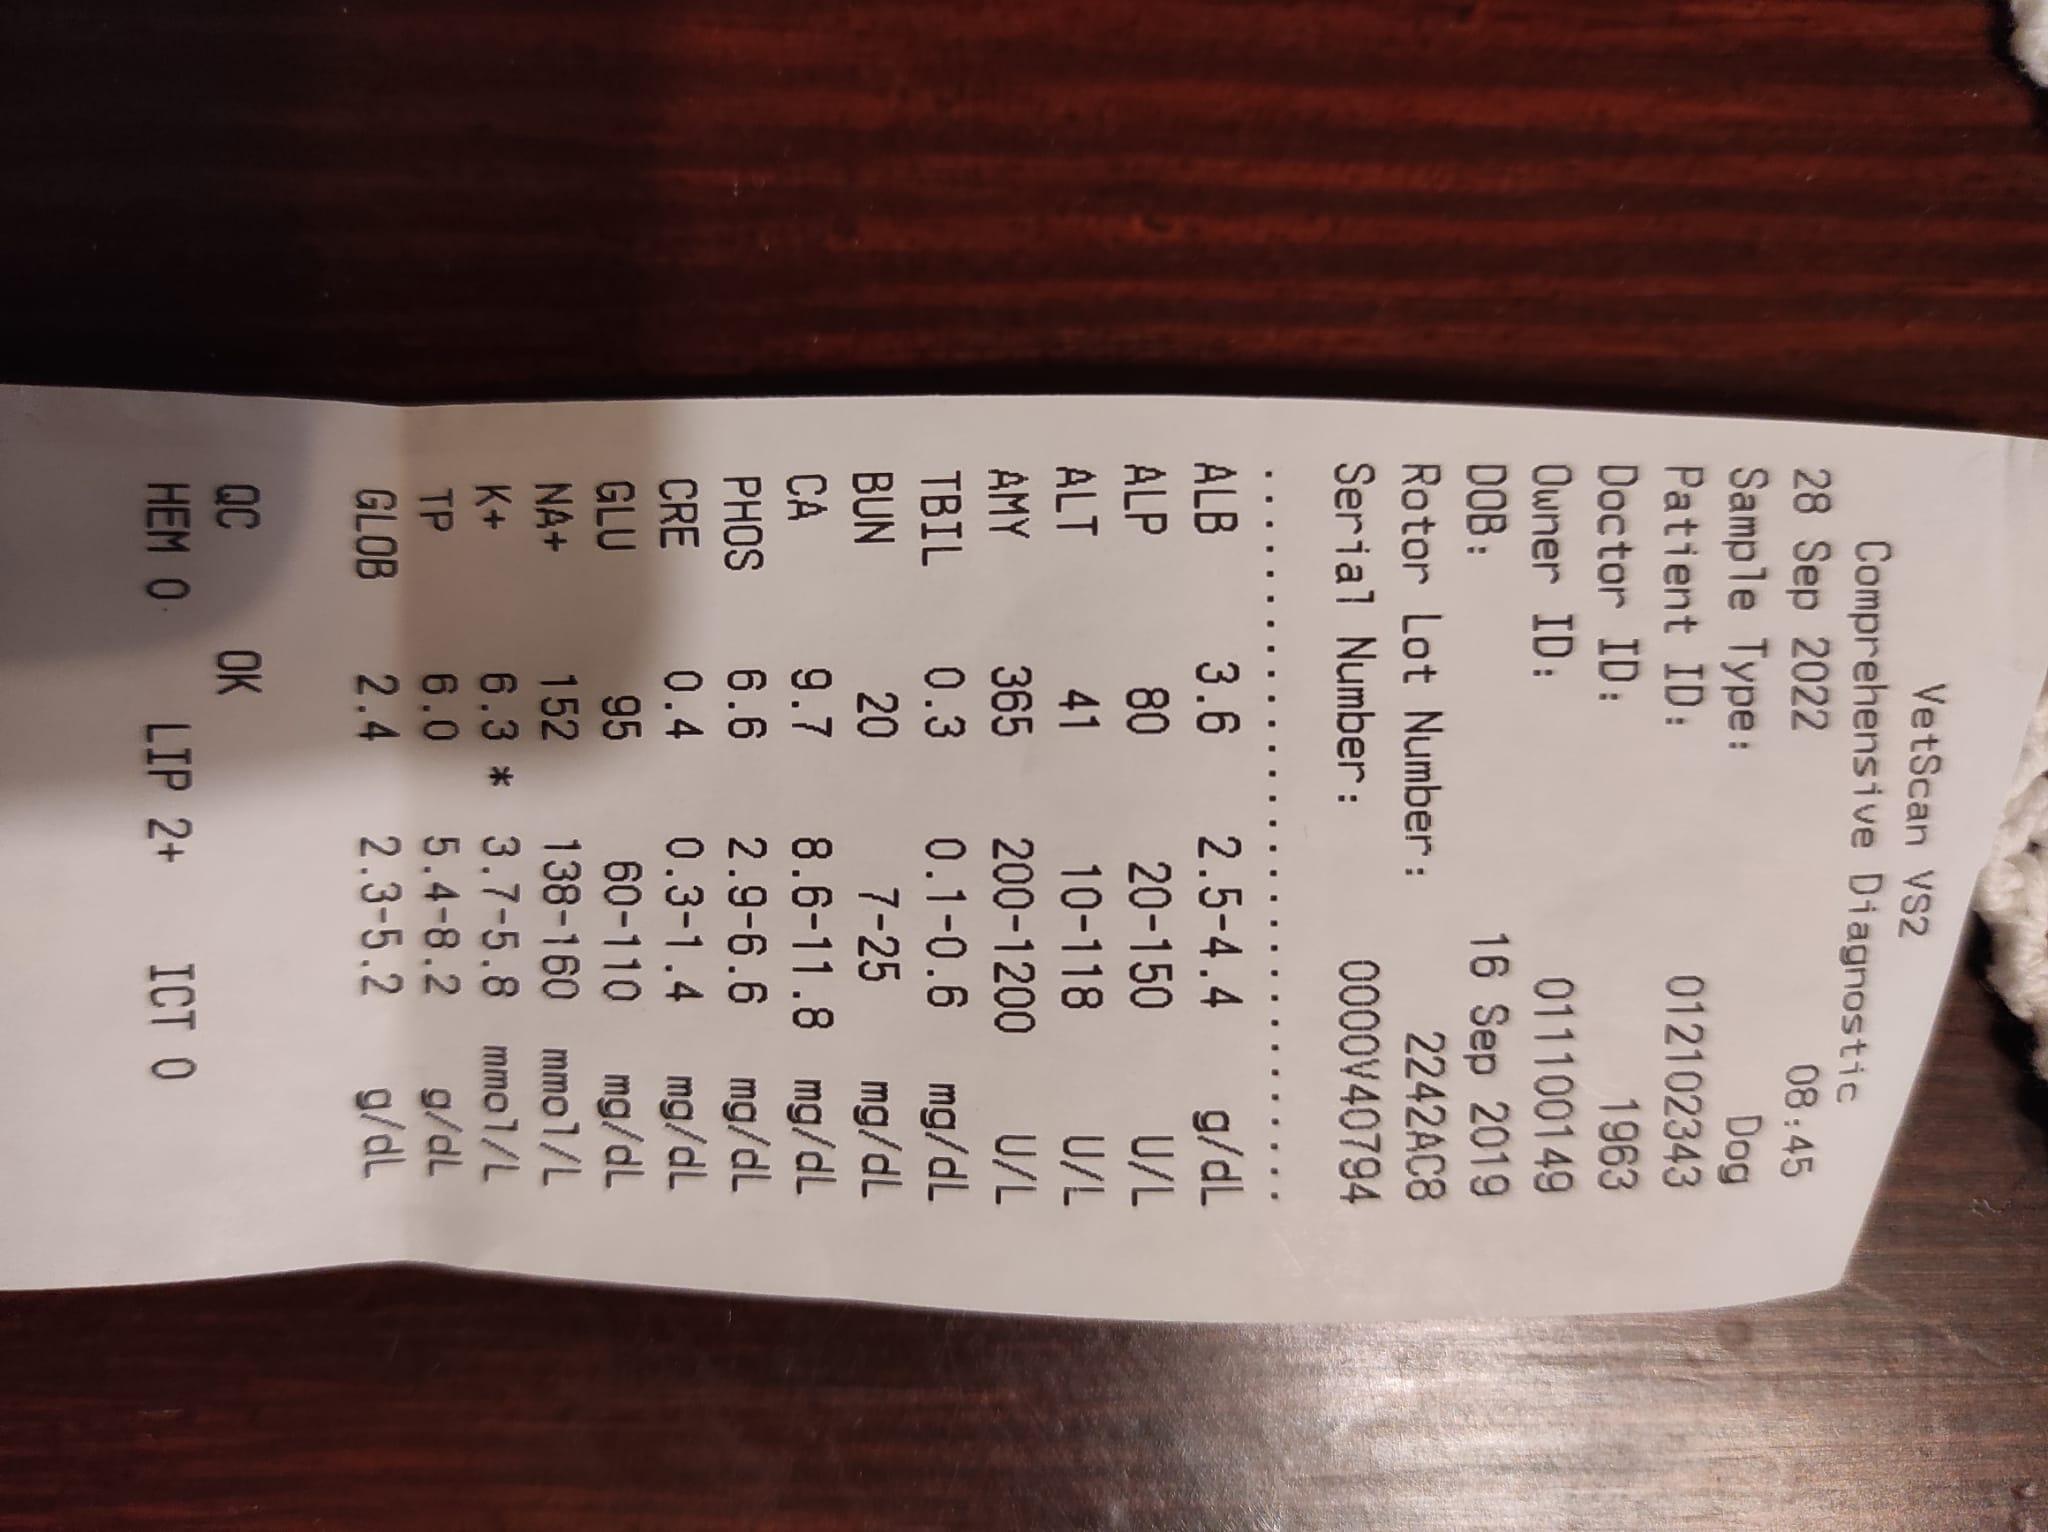 VetScan VS2
Comprehensive Diagnostic
28 Sep 2022 08:45
Sample Type: Dog
Patient ID: 012102343
Doctor ID: 1963
Owner ID: 011100149
DOB: 16 Sep 2019
Rotor Lot Number: 2242AC8
Serial Number: 0000V40794
................................
ALB 3.6 2.5-4.4 g/dL
ALP 80 20-150 U/L
ALT 41 10-118 U/L
AMY 365 200-1200 U/L
TBIL 0.3 0.1-0.6 mg/dL
BUN 20 7-25 mg/dL
CA 9.7 8.6-11.8 mg/dL
PHOS 6.6 2.9-6.6 mg/dL
CRE 0.4 0.3-1.4 mg/dL
GLU 95 60-110 mg/dL
NA+ 152 138-160 mmol/L
K+ 6.3 * 3.7-5.8 mmol/L
TP 6.0 5.4-8.2 g/dL
GLOB 2.4 2.3-5.2 g/dL
QC OK
HEM 0 LIP 2+ ICT 0